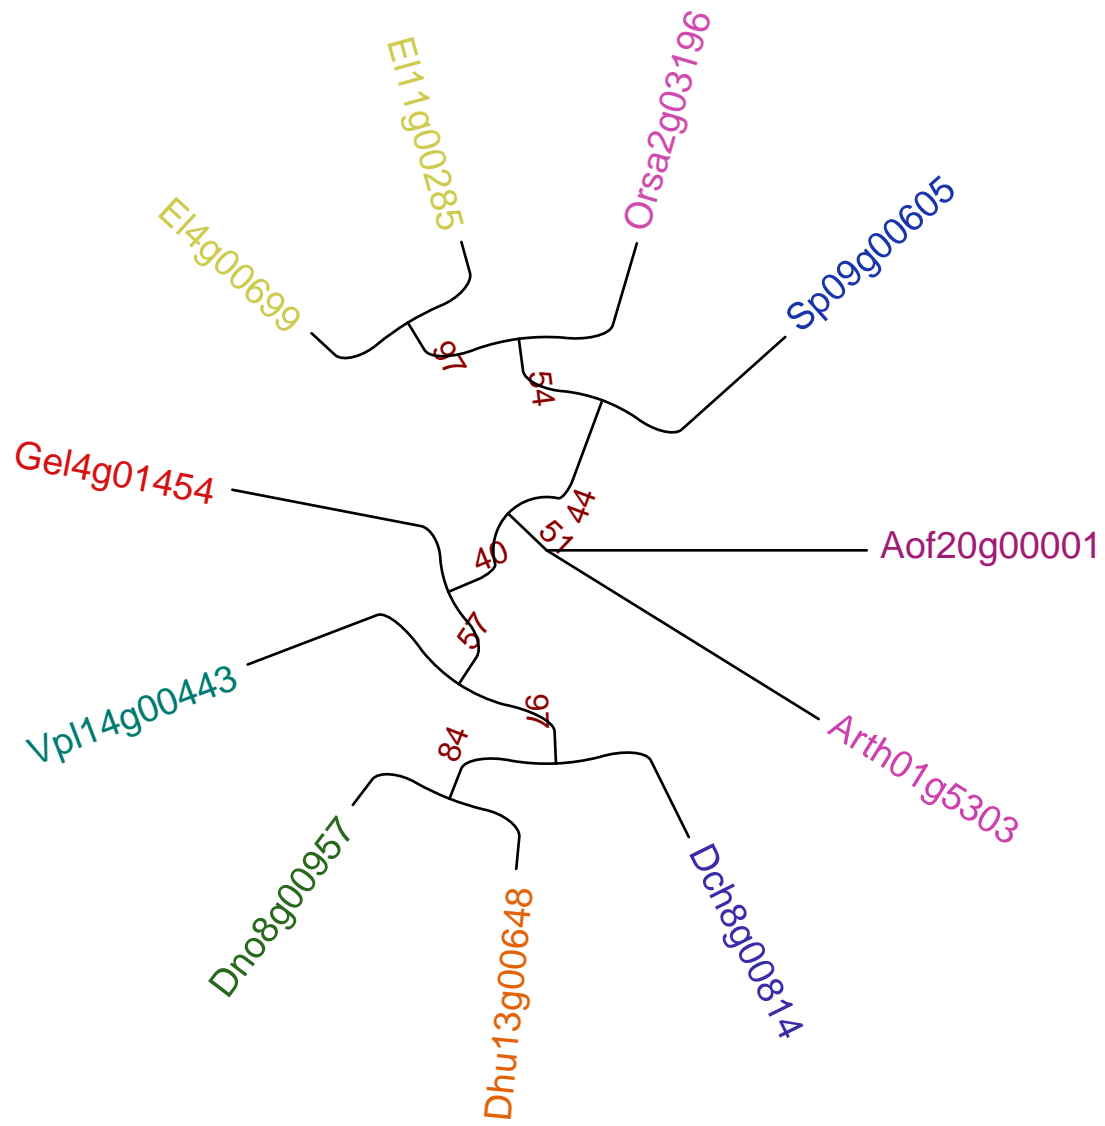 El11g00285
Orsa2g03196
Sp09g00605
El4g00699
97
54
Gel4g01454
44
51
40
Aof20g00001
57
Vpl14g00443
97
84
Arth01g5303
Dno8g00957
Dhu13g00648
Dch8g00814